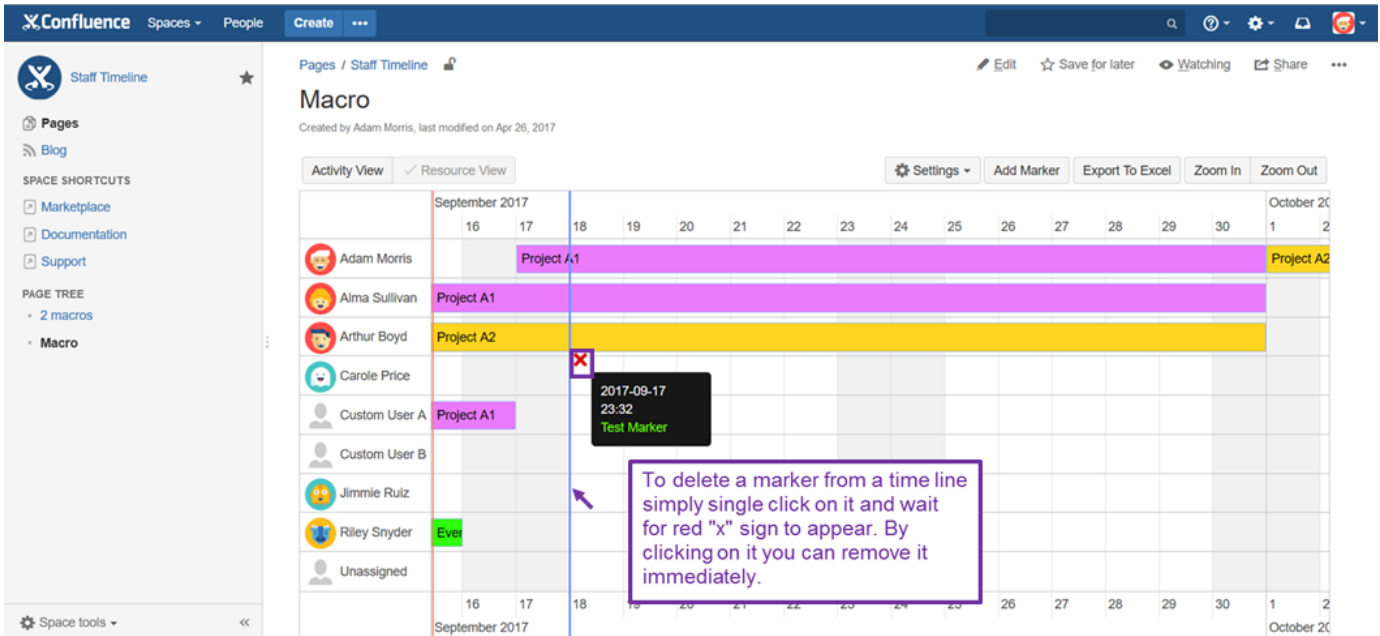 Confluence Spaces People Create •••
Staff Timeline
Pages
Blog
SPACE SHORTCUTS
Marketplace
Documentation
Support
PAGE TREE
2 macros
Macro
Space tools
Pages / Staff Timeline
Edit Save for later Watching Share •••
Macro
Created by Adam Morris, last modified on Apr 26, 2017
Activity View Resource View Settings Add Marker Export To Excel Zoom In Zoom Out
September 2017 October 20
16 17 18 19 20 21 22 23 24 25 26 27 28 29 30 1 2
Adam Morris Project A1 Project A2
Alma Sullivan Project A1
Arthur Boyd Project A2
Carole Price
Custom User A Project A1
Custom User B
Jimmie Ruiz
Riley Snyder Ever
Unassigned
2017-09-17
23:32
Test Marker
To delete a marker from a time line
simply single click on it and wait
for red "x" sign to appear. By
clicking on it you can remove it
immediately.
16 17 18 19 20 21 22 23 24 25 26 27 28 29 30 1 2
September 2017 October 20